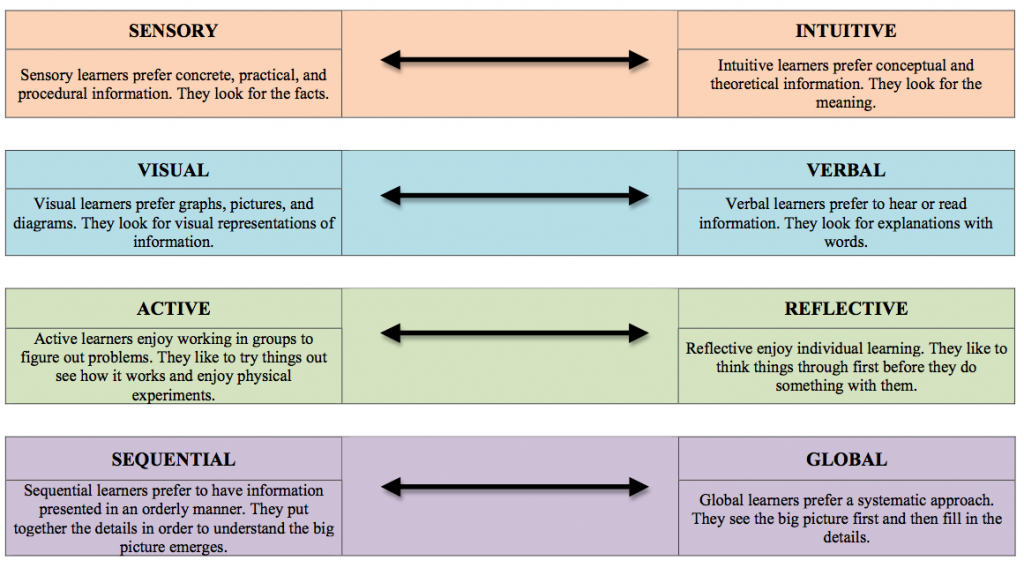 SENSORY
Sensory learners prefer concrete, practical, and
procedural information. They look for the facts.
INTUITIVE
Intuitive learners prefer conceptual and
theoretical information. They look for the
meaning.
VISUAL
Visual learners prefer graphs, pictures, and
diagrams. They look for visual representations of
information.
VERBAL
Verbal learners prefer to hear or read
information. They look for explanations with
words.
ACTIVE
Active learners enjoy working in groups to
figure out problems. They like to try things out
see how it works and enjoy physical
experiments.
REFLECTIVE
Reflective enjoy individual learning. They like to
think things through first before they do
something with them.
SEQUENTIAL
Sequential learners prefer to have information
presented in an orderly manner. They put
together the details in order to understand the big
picture emerges.
GLOBAL
Global learners prefer a systematic approach.
They see the big picture first and then fill in the
details.